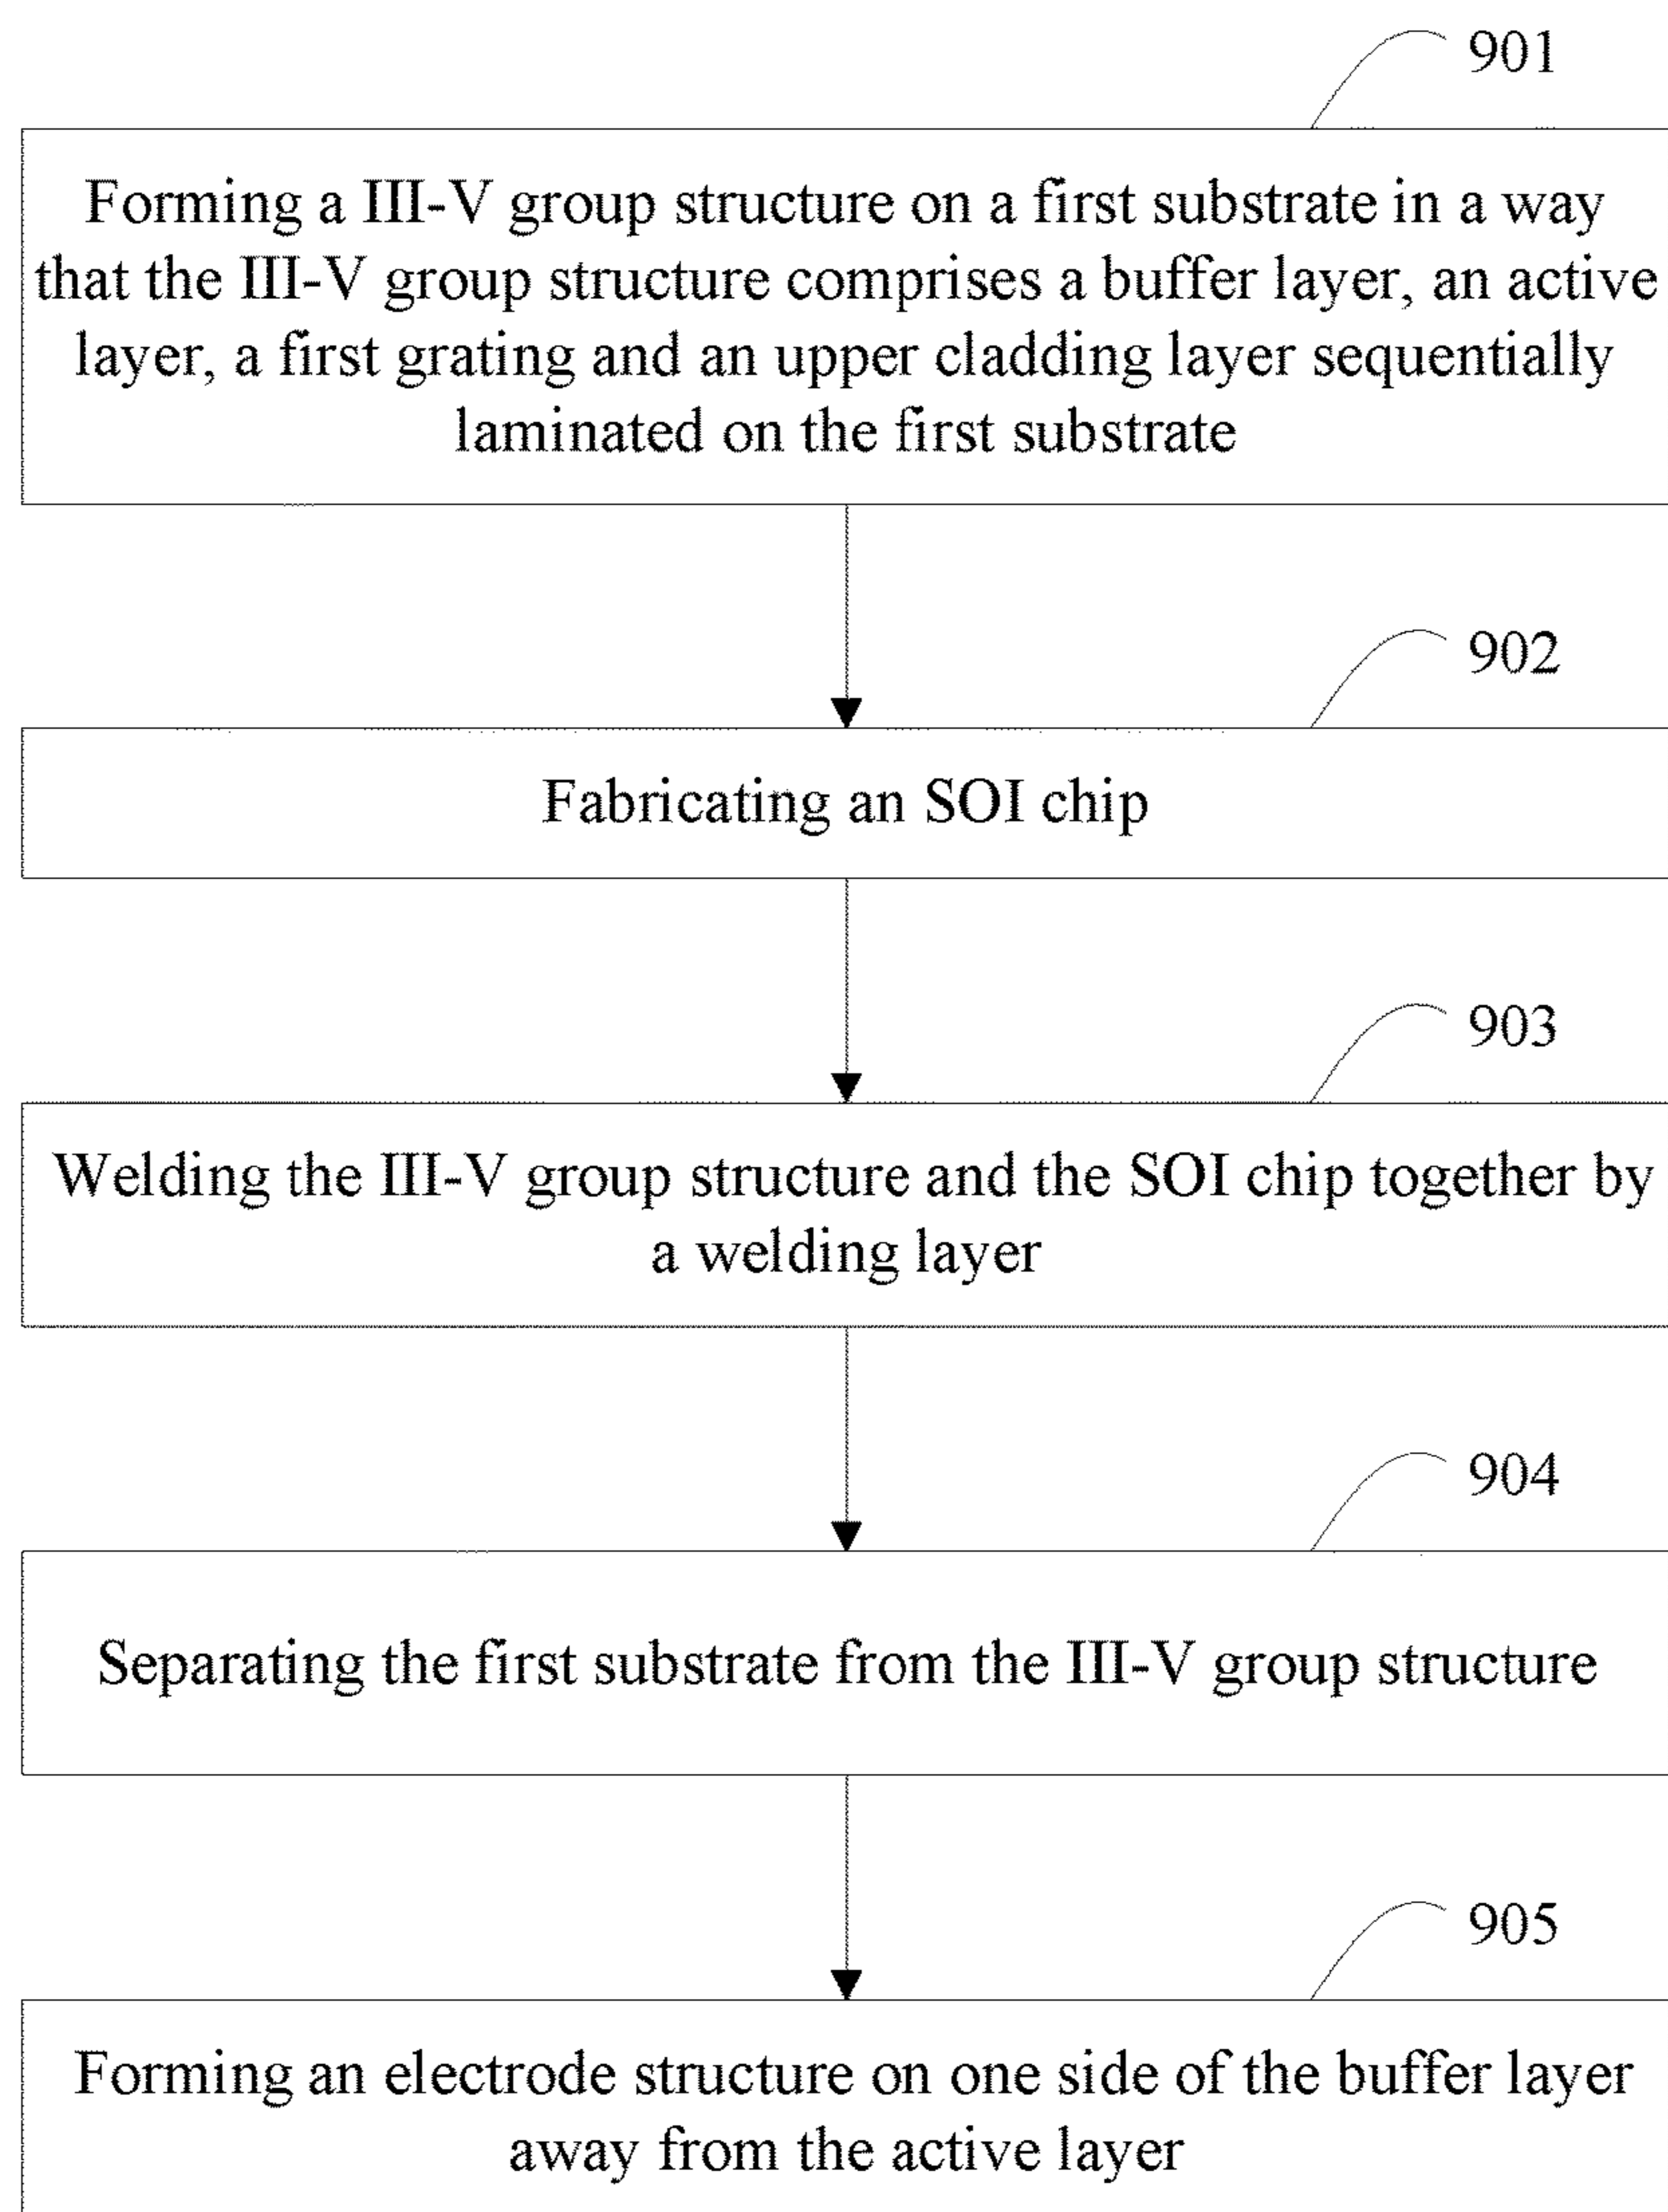 901
Forming a III-V group structure on a first substrate in a way
that the III-V group structure comprises a buffer layer, an active
layer, a first grating and an upper cladding layer sequentially
laminated on the first substrate
902
Fabricating an SOI chip
903
Welding the III-V group structure and the SOI chip together by
a welding layer
904
Separating the first substrate from the III-V group structure
905
Forming an electrode structure on one side of the buffer layer
away from the active layer